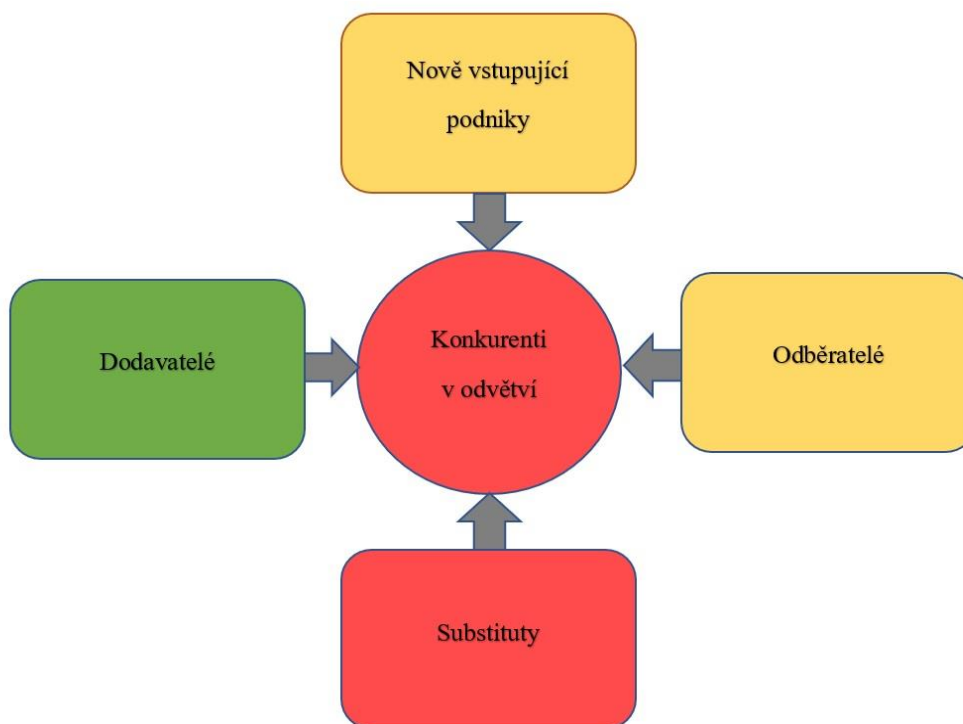 Nově vstupující
podniky
Dodavatelé
Konkurenti
v odvětví
Odběratelé
Substituty